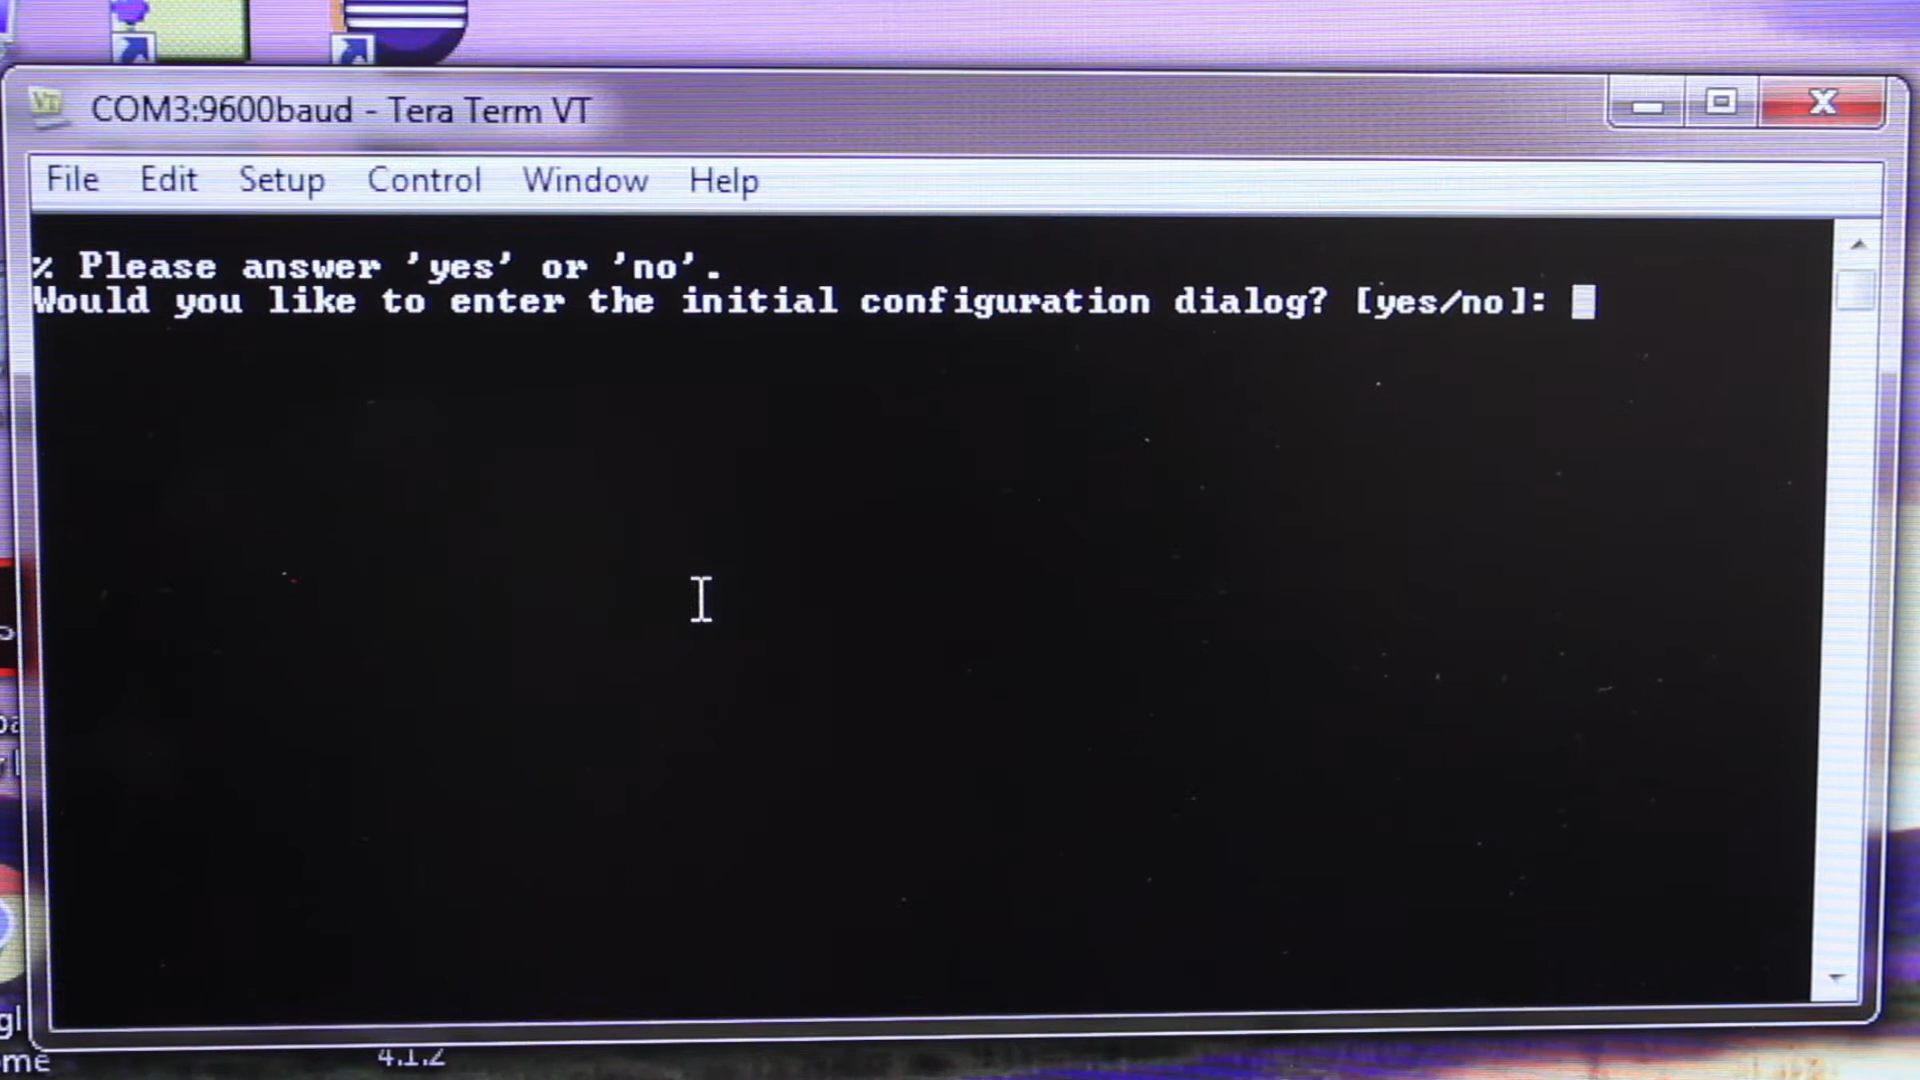 COM3:9600baud - Tera Term VT
File Edit Setup Control Window Help
% Please answer 'yes' or 'no'.
Would you like to enter the initial configuration dialog? [yes/no]:
4.1.2